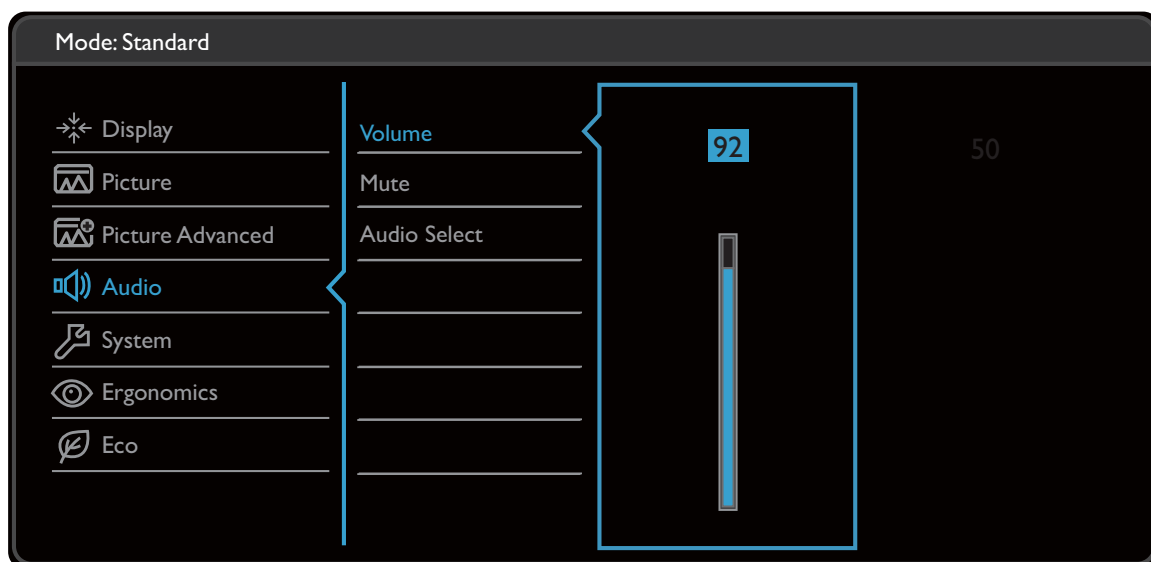 Mode: Standard
Display
Picture
Picture Advanced
Audio
System
Ergonomics
Eco
Volume
Mute
Audio Select
92
50